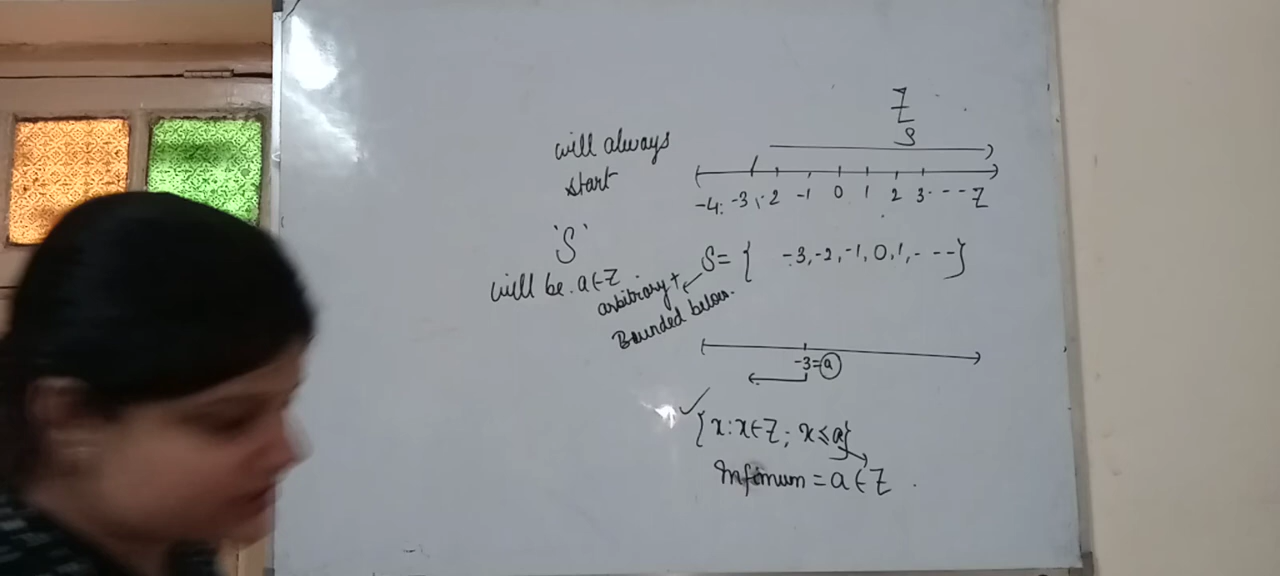 Z
S
will always
start
-4 -3 -2 -1 0 1 2 3 - - - Z
'S'
will be a∈Z
S = { -3, -2, -1, 0, 1, - - - }
arbitrary +
Bounded below.
-3 = a
✓ {x : x∈Z ; x ≤ a}
Infimum = a ∈ Z